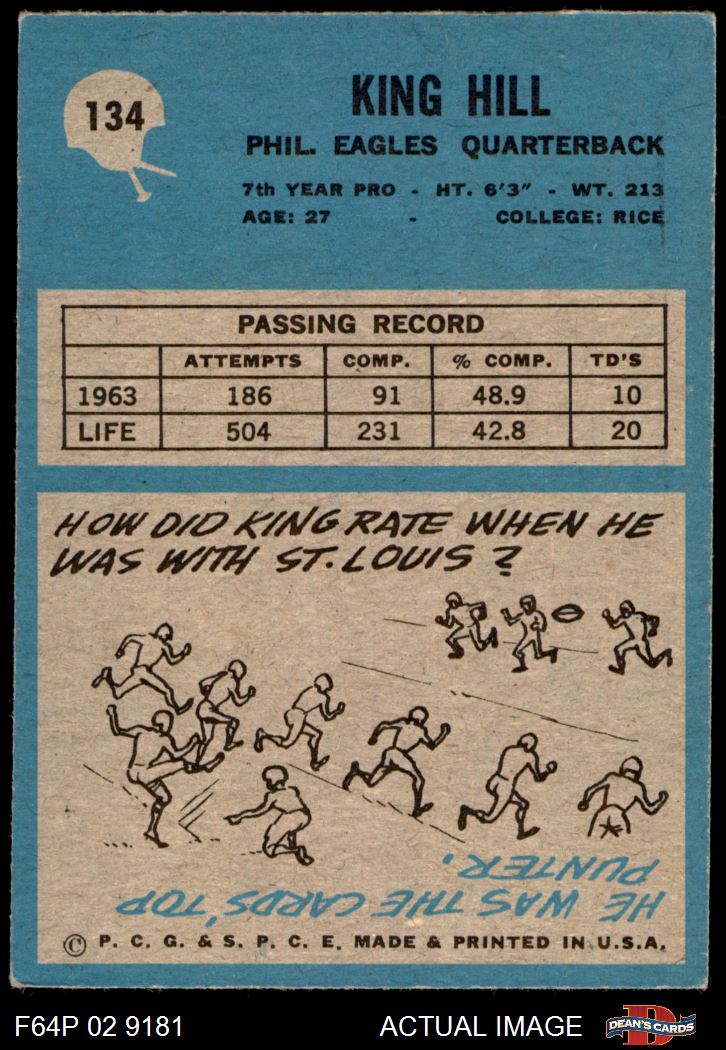 134
KING HILL
PHIL. EAGLES QUARTERBACK
7th YEAR PRO - HT. 6'3" - WT. 213
AGE: 27 - COLLEGE: RICE
PASSING RECORD
ATTEMPTS COMP. % COMP. TD'S
1963 186 91 48.9 10
LIFE 504 231 42.8 20
HOW DID KING RATE WHEN HE
WAS WITH ST. LOUIS ?
HE WAS THE CARDS' TOP
PUNTER.
© P. C. G. & S. P. C. E. MADE & PRINTED IN U.S.A.
F64P 02 9181 ACTUAL IMAGE
D
DEAN'S CARDS